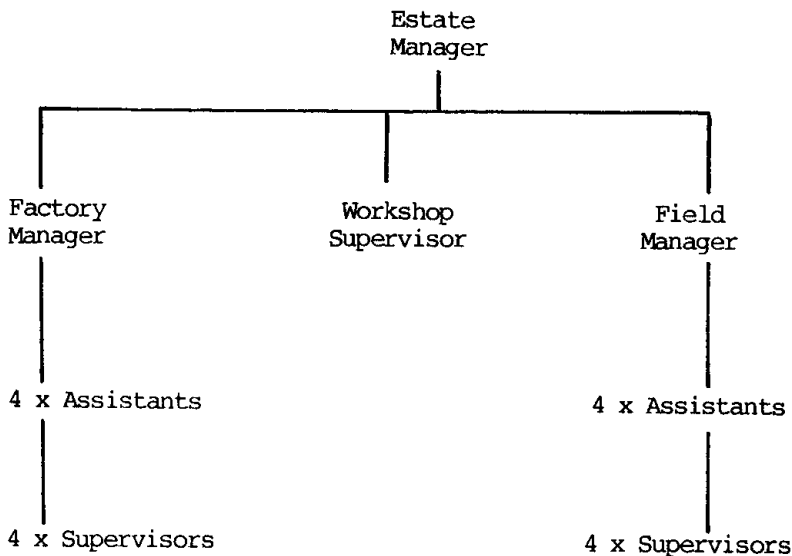 Estate
Manager
Factory
Manager
Workshop
Supervisor
Field
Manager
4 x Assistants
4 x Assistants
4 x Supervisors
4 x Supervisors